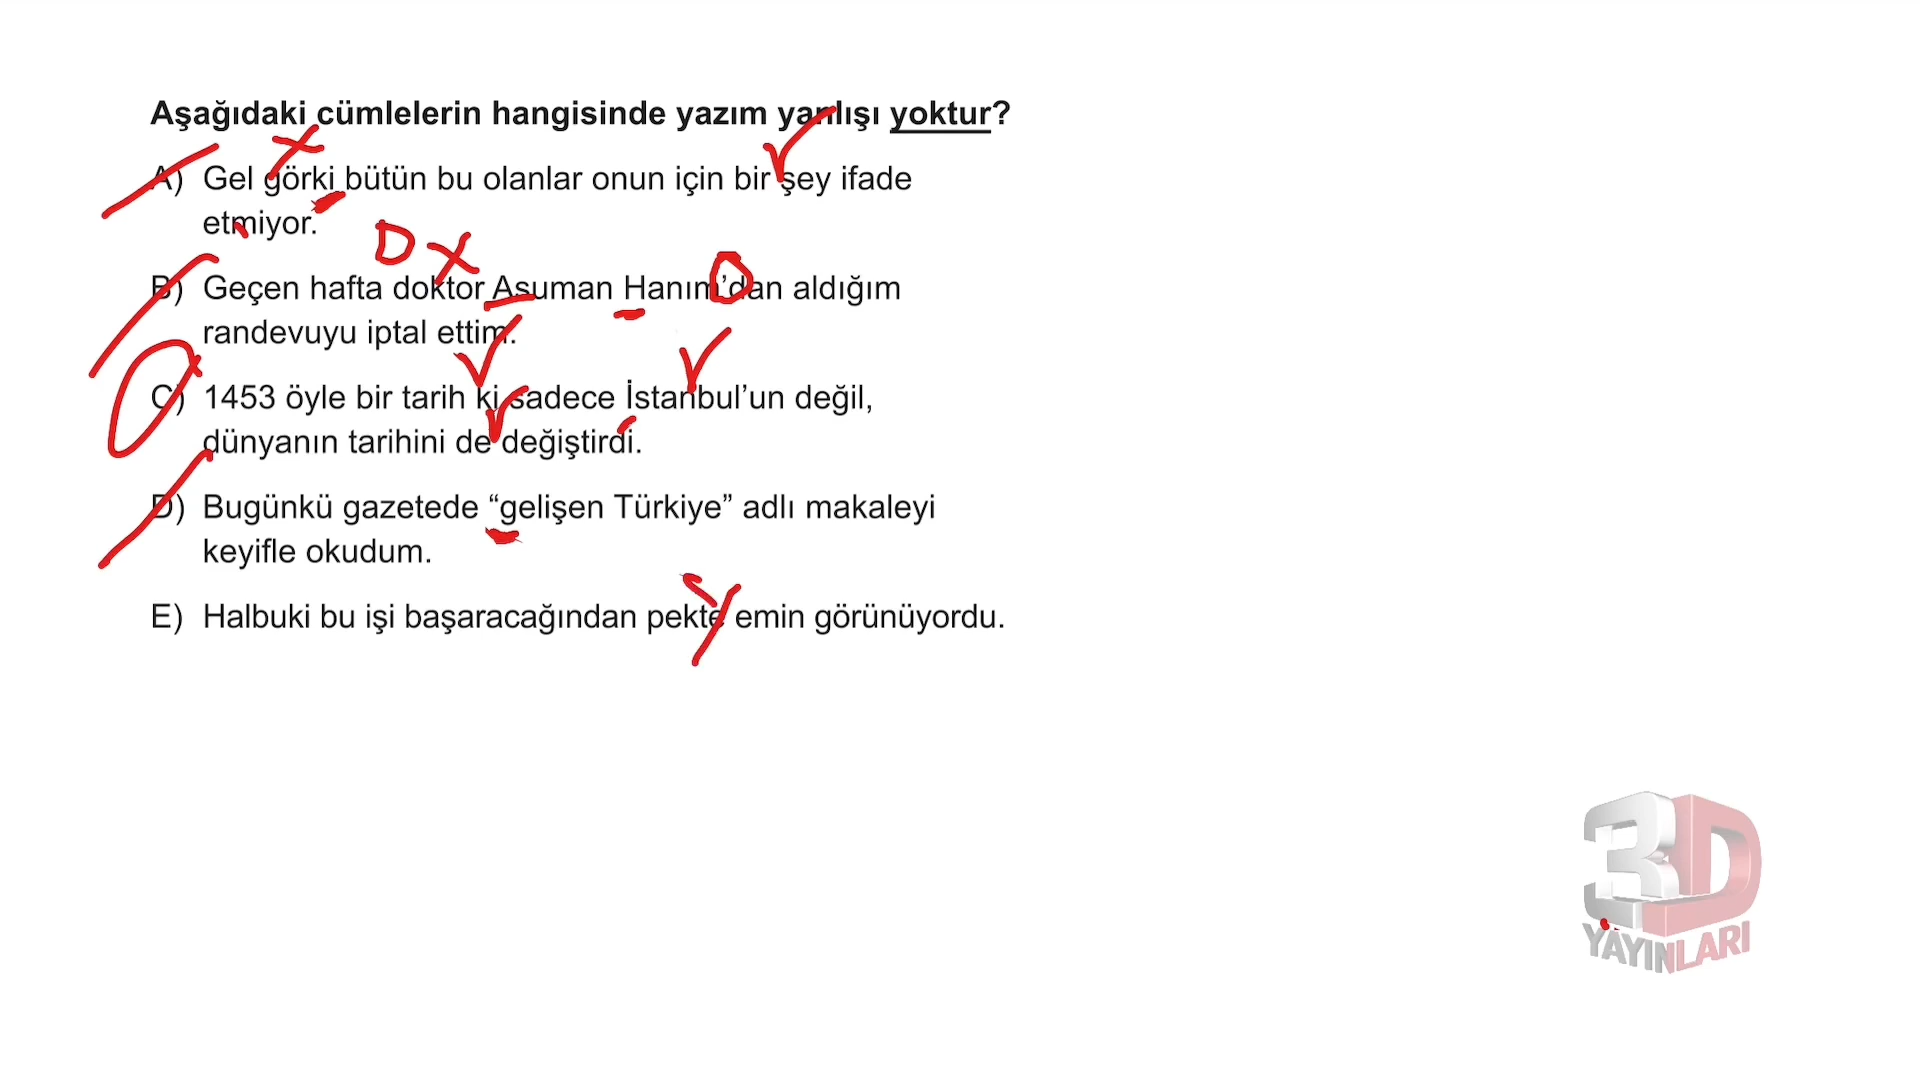 Aşağıdaki cümlelerin hangisinde yazım yanlışı yoktur?
A) Gel görki bütün bu olanlar onun için bir şey ifade
etmiyor.
D
B) Geçen hafta doktor Asuman Hanım'dan aldığım
randevuyu iptal ettim.
C) 1453 öyle bir tarih ki sadece İstanbul'un değil,
dünyanın tarihini de değiştirdi.
D) Bugünkü gazetede “gelişen Türkiye” adlı makaleyi
keyifle okudum.
E) Halbuki bu işi başaracağından pekte emin görünüyordu.
3D
YAYINLARI